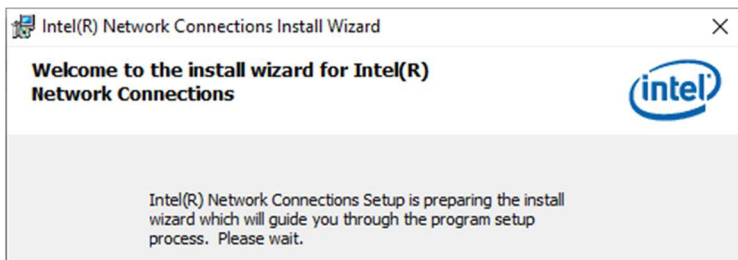 Intel(R) Network Connections Install Wizard
Welcome to the install wizard for Intel(R)
Network Connections
intel
Intel(R) Network Connections Setup is preparing the install
wizard which will guide you through the program setup
process. Please wait.